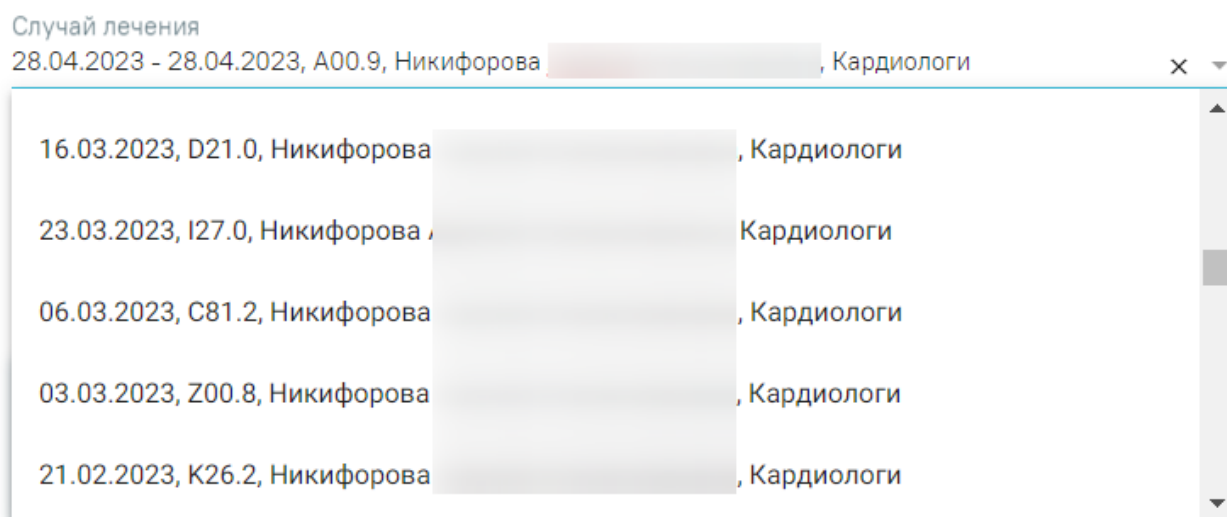 Случай лечения
28.04.2023 - 28.04.2023, A00.9, Никифорова , Кардиологи
16.03.2023, D21.0, Никифорова , Кардиологи
23.03.2023, I27.0, Никифорова Кардиологи
06.03.2023, C81.2, Никифорова , Кардиологи
03.03.2023, Z00.8, Никифорова , Кардиологи
21.02.2023, K26.2, Никифорова , Кардиологи